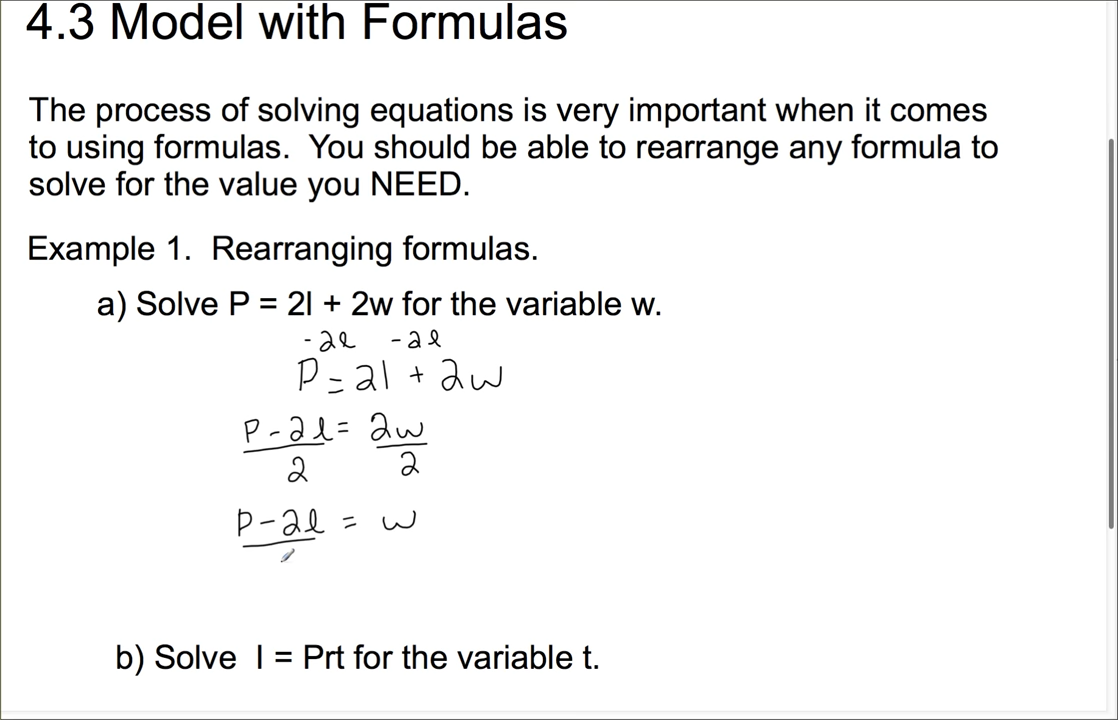 4.3 Model with Formulas
The process of solving equations is very important when it comes
to using formulas.  You should be able to rearrange any formula to
solve for the value you NEED.
Example 1.  Rearranging formulas.
a) Solve P = 2l + 2w for the variable w.
-2l -2l
P = 2l + 2w
P - 2l = 2w
2 2
P - 2l = w
b) Solve  I = Prt for the variable t.